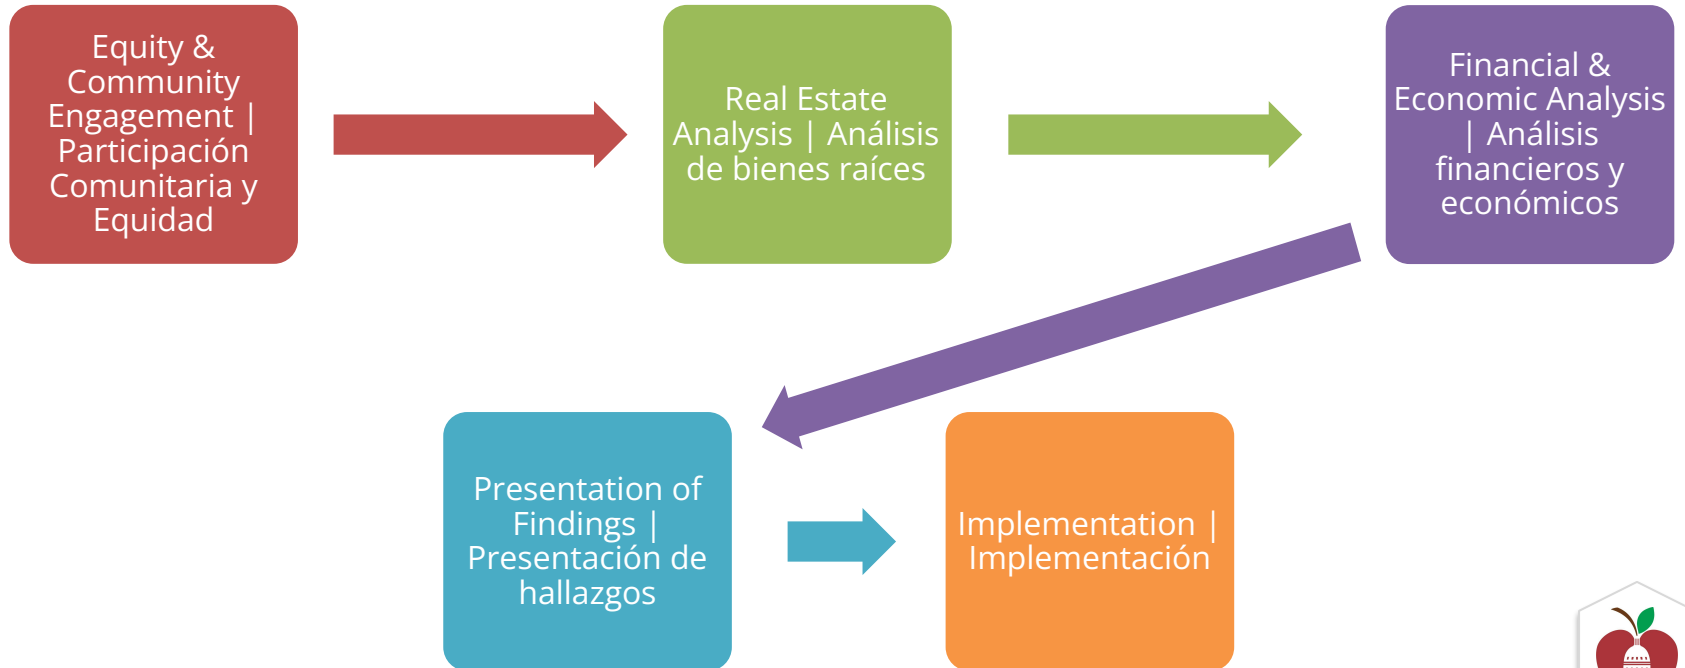 Equity &
Community
Engagement |
Participación
Comunitaria y
Equidad
Real Estate
Analysis | Análisis
de bienes raíces
Financial &
Economic Analysis
| Análisis
financieros y
económicos
Presentation of
Findings |
Presentación de
hallazgos
Implementation |
Implementación